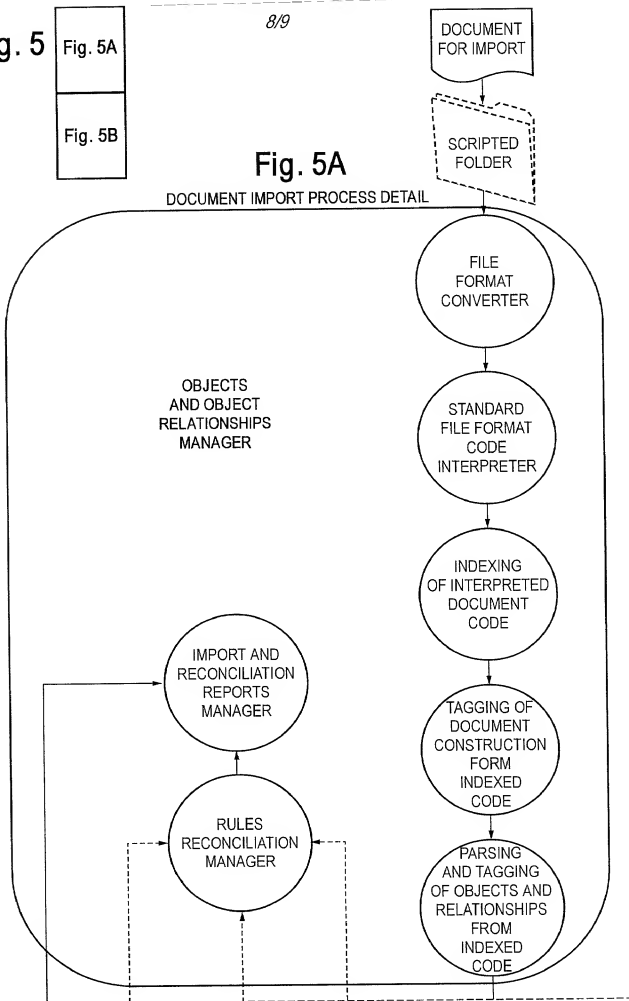 8/9
g. 5
Fig. 5A
Fig. 5B
DOCUMENT
FOR IMPORT
SCRIPTED
FOLDER
Fig. 5A
DOCUMENT IMPORT PROCESS DETAIL
FILE
FORMAT
CONVERTER
OBJECTS
AND OBJECT
RELATIONSHIPS
MANAGER
STANDARD
FILE FORMAT
CODE
INTERPRETER
INDEXING
OF INTERPRETED
DOCUMENT
CODE
IMPORT AND
RECONCILIATION
REPORTS
MANAGER
TAGGING OF
DOCUMENT
CONSTRUCTION
FORM
INDEXED
CODE
RULES
RECONCILIATION
MANAGER
PARSING
AND TAGGING
OF OBJECTS AND
RELATIONSHIPS
FROM
INDEXED
CODE